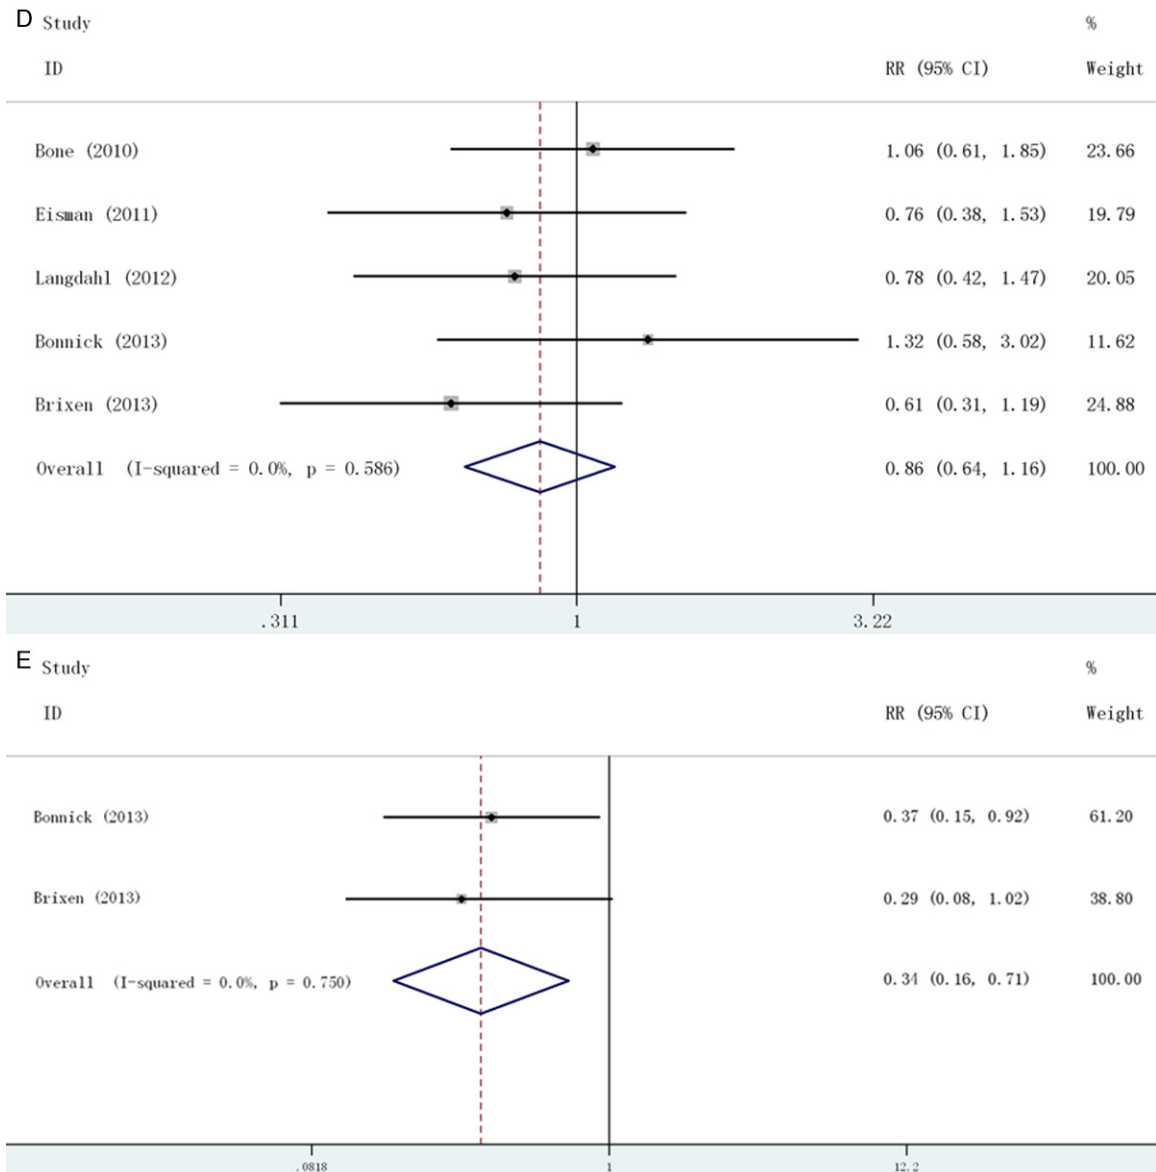 D Study %
ID RR (95% CI) Weight
Bone (2010) 1.06 (0.61, 1.85) 23.66
Eisman (2011) 0.76 (0.38, 1.53) 19.79
Langdahl (2012) 0.78 (0.42, 1.47) 20.05
Bonnick (2013) 1.32 (0.58, 3.02) 11.62
Brixen (2013) 0.61 (0.31, 1.19) 24.88
Overall (I-squared = 0.0%, p = 0.586) 0.86 (0.64, 1.16) 100.00
.311 1 3.22
E Study %
ID RR (95% CI) Weight
Bonnick (2013) 0.37 (0.15, 0.92) 61.20
Brixen (2013) 0.29 (0.08, 1.02) 38.80
Overall (I-squared = 0.0%, p = 0.750) 0.34 (0.16, 0.71) 100.00
.0818 1 12.2